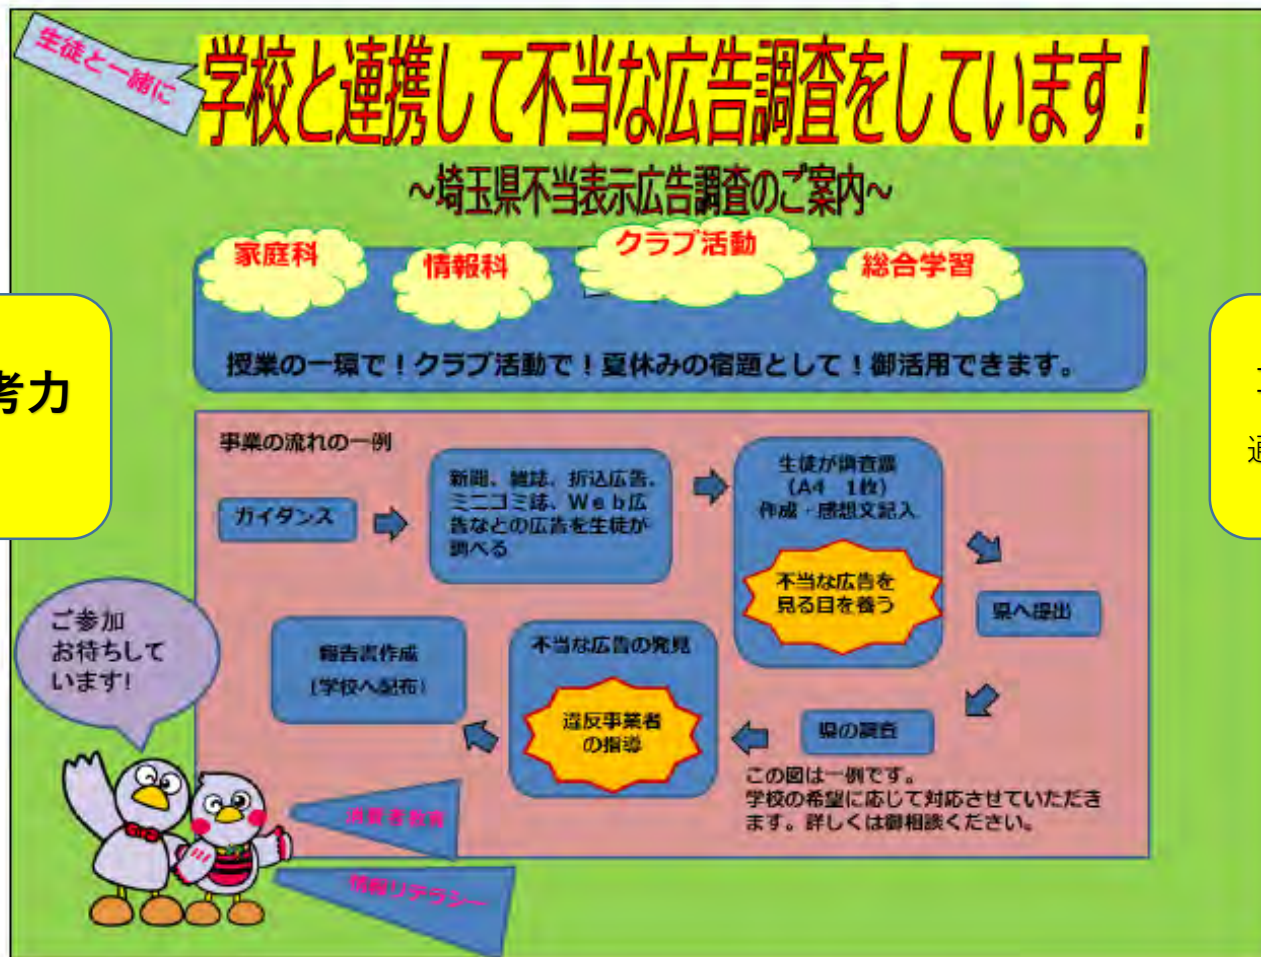 生徒と一緒に
学校と連携して不当な広告調査をしています!
~埼玉県不当表示広告調査のご案内~
家庭科
情報科
クラブ活動
総合学習
授業の一環で!クラブ活動で!夏休みの宿題として!御活用できます。
考力
事業の流れの一例
ガイダンス
新聞、雑誌、折込広告、
ミニコミ誌、Web広
告などの広告を生徒が
調べる
生徒が調査票
(A4 1枚)
作成・感想文記入
不当な広告を
見る目を養う
県へ提出
県の調査
不当な広告の発見
違反事業者
の指導
報告書作成
(学校へ配布)
この図は一例です。
学校の希望に応じて対応させていただき
ます。詳しくは御相談ください。
ご参加
お待ちして
います!
消費者教育
情報リテラシー